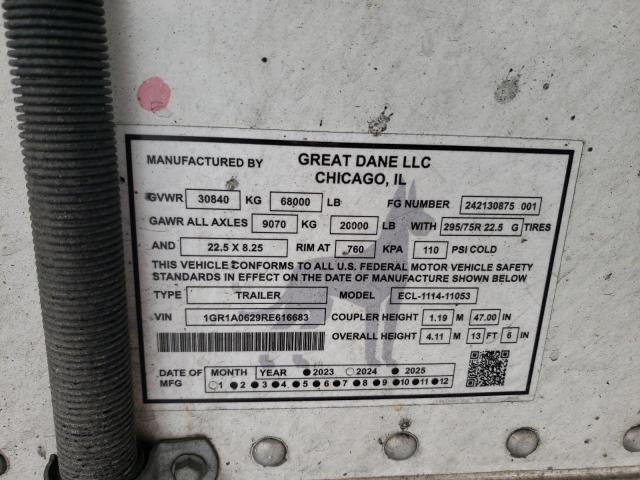 MANUFACTURED BY GREAT DANE LLC
CHICAGO, IL
GVWR 30840 KG 68000 LB FG NUMBER 242130875 001
GAWR ALL AXLES 9070 KG 20000 LB WITH 295/75R 22.5 G TIRES
AND 22.5 X 8.25 RIM AT 760 KPA 110 PSI COLD
THIS VEHICLE CONFORMS TO ALL U.S. FEDERAL MOTOR VEHICLE SAFETY
STANDARDS IN EFFECT ON THE DATE OF MANUFACTURE SHOWN BELOW.
TYPE TRAILER MODEL ECL-1114-11053
VIN 1GR1A0629RE616683 COUPLER HEIGHT 1.19 M 47.00 IN
OVERALL HEIGHT 4.11 M 13 FT 6 IN
DATE OF MFG MONTH YEAR 2023 2024 2025
1 2 3 4 5 6 7 8 9 10 11 12